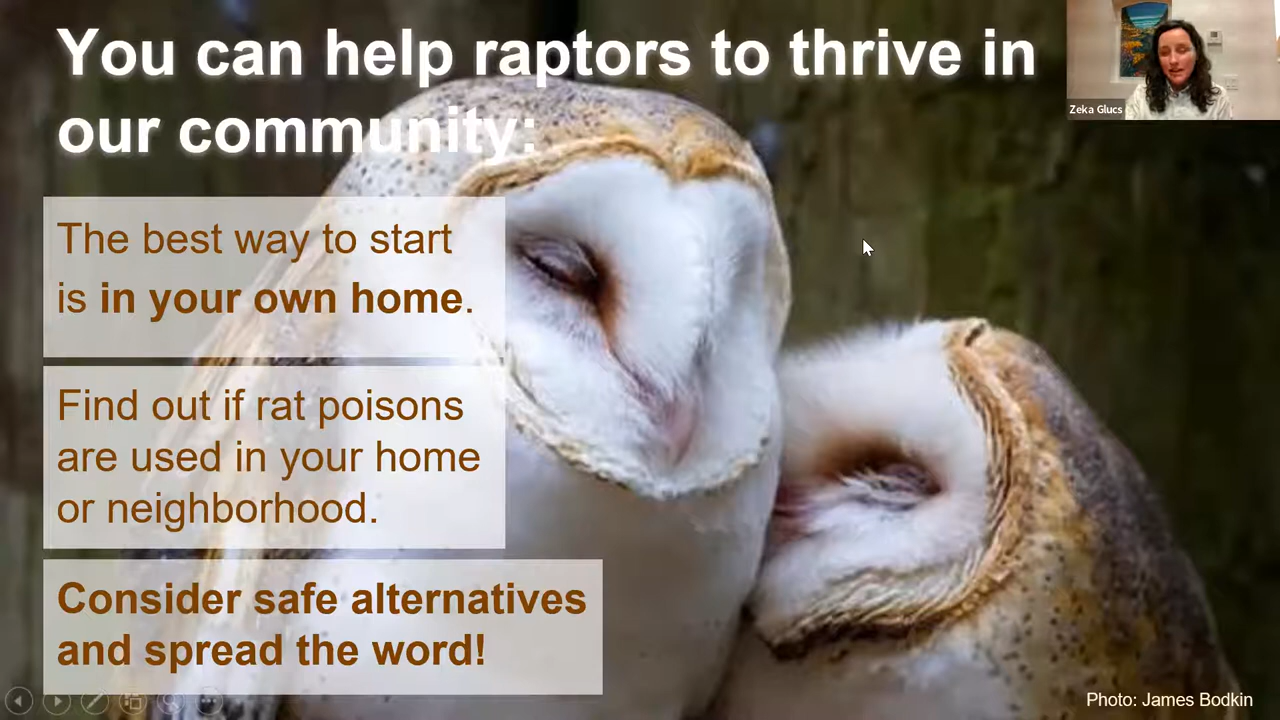 You can help raptors to thrive in
our community:
Zeka Glucs
The best way to start
is in your own home.
Find out if rat poisons
are used in your home
or neighborhood.
Consider safe alternatives
and spread the word!
Photo: James Bodkin